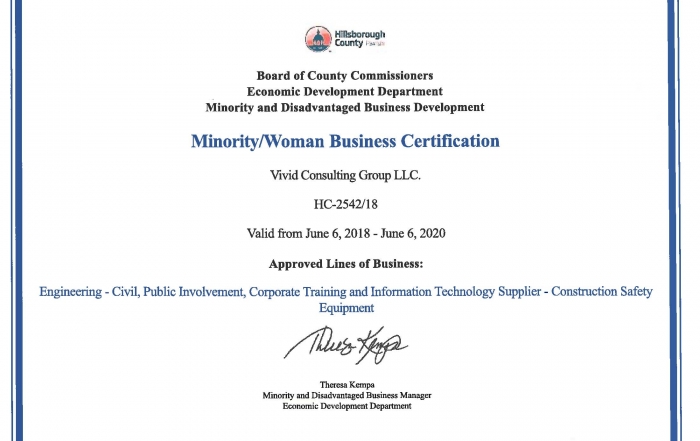 Hillsborough
County Florida
Board of County Commissioners
Economic Development Department
Minority and Disadvantaged Business Development
Minority/Woman Business Certification
Vivid Consulting Group LLC.
HC-2542/18
Valid from June 6, 2018 - June 6, 2020
Approved Lines of Business:
Engineering - Civil, Public Involvement, Corporate Training and Information Technology Supplier - Construction Safety
Equipment
Theresa Kempa
Theresa Kempa
Minority and Disadvantaged Business Manager
Economic Development Department